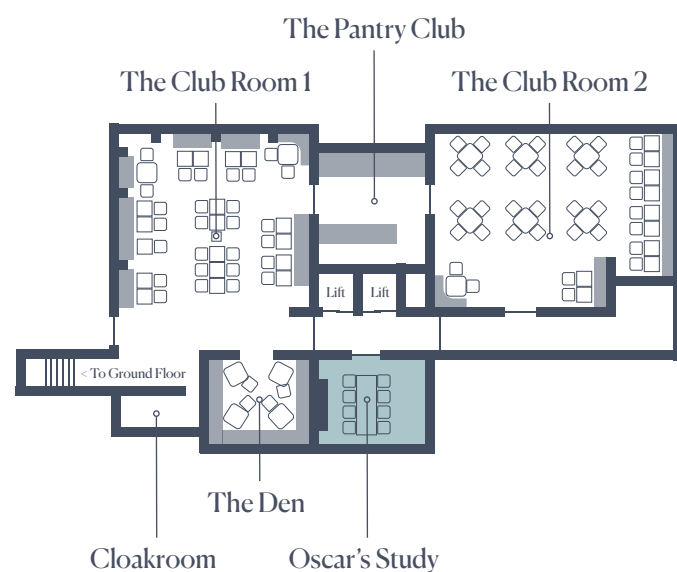 The Pantry Club
The Club Room 1
The Club Room 2
Lift
Lift
< To Ground Floor
The Den
Cloakroom
Oscar's Study